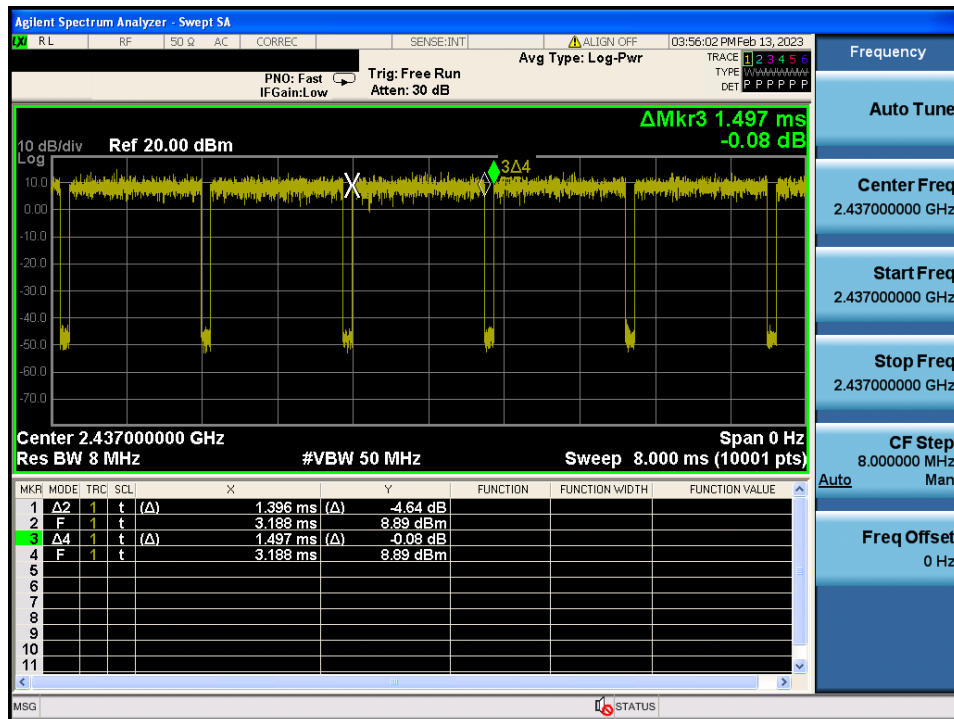 Agilent Spectrum Analyzer - Swept SA
LXI RL RF 50 Ω AC CORREC SENSE:INT ALIGN OFF 03:56:02 PM Feb 13, 2023
Avg Type: Log-Pwr
TRACE 1 2 3 4 5 6
TYPE
DET P P P P P P
PNO: Fast
IFGain:Low
Trig: Free Run
Atten: 30 dB
ΔMkr3 1.497 ms
-0.08 dB
10 dB/div
Log
Ref 20.00 dBm
3Δ4
10.0
0.00
-10.0
-20.0
-30.0
-40.0
-50.0
-60.0
-70.0
Center 2.437000000 GHz Span 0 Hz
Res BW 8 MHz #VBW 50 MHz Sweep 8.000 ms (10001 pts)
MKR MODE TRC SCL X Y FUNCTION FUNCTION WIDTH FUNCTION VALUE
1 Δ2 1 t (Δ) 1.396 ms (Δ) -4.64 dB
2 F 1 t 3.188 ms 8.89 dBm
3 Δ4 1 t (Δ) 1.497 ms (Δ) -0.08 dB
4 F 1 t 3.188 ms 8.89 dBm
5
6
7
8
9
10
11
MSG STATUS
Frequency
Auto Tune
Center Freq
2.437000000 GHz
Start Freq
2.437000000 GHz
Stop Freq
2.437000000 GHz
CF Step
8.000000 MHz
Auto Man
Freq Offset
0 Hz